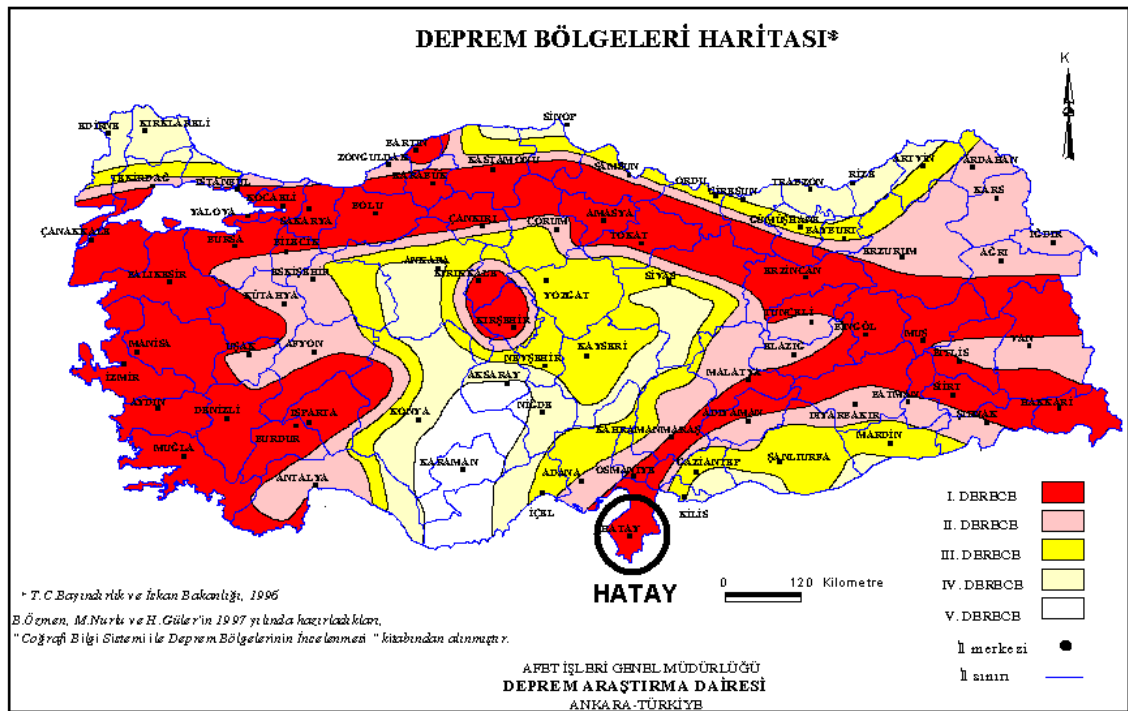 DEPREM BÖLGELERİ HARİTASI*
K
SİNOP
EDİRNE
KIRKLARELİ
BARTIN
ZONGULDAK
KASTAMONU
KARABÜK
SAMSUN
ORDU
GİRESUN
TRABZON
RİZE
ARTVİN
ARDAHAN
KARS
TEKİRDAĞ
İSTANBUL
KOCAELİ
YALOVA
SAKARYA
BOLU
ÇANKIRI
ÇORUM
AMASYA
TOKAT
GÜMÜŞHANE
BAYBURT
ERZURUM
IĞDIR
AĞRI
ÇANAKKALE
BURSA
BİLECİK
BALIKESİR
ESKİŞEHİR
KÜTAHYA
ANKARA
KIRIKKALE
YOZGAT
SİVAS
ERZİNCAN
TUNCELİ
BİNGÖL
MUŞ
VAN
BİTLİS
KIRŞEHİR
MANİSA
UŞAK
AFYON
NEVŞEHİR
KAYSERİ
ELAZIĞ
MALATYA
İZMİR
AYDIN
DENİZLİ
ISPARTA
BURDUR
KONYA
AKSARAY
NİĞDE
KAHRAMANMARAŞ
ADIYAMAN
DİYARBAKIR
BATMAN
SİİRT
ŞIRNAK
HAKKARİ
MARDİN
MUĞLA
ANTALYA
KARAMAN
ADANA
OSMANİYE
GAZİANTEP
ŞANLIURFA
İÇEL
KİLİS
HATAY
HATAY
0 120 Kilometre
I. DERECE
II. DERECE
III. DERECE
IV. DERECE
V. DERECE
İl merkezi
İl sınırı
* T.C Bayındırlık ve İskan Bakanlığı, 1996
B.Özmen, M.Nurlu ve H.Güler'in 1997 yılında hazırladıkları,
" Coğrafi Bilgi Sistemi ile Deprem Bölgelerinin İncelenmesi " kitabından alınmıştır.
AFET İŞLERİ GENEL MÜDÜRLÜĞÜ
DEPREM ARAŞTIRMA DAİRESİ
ANKARA-TÜRKİYE